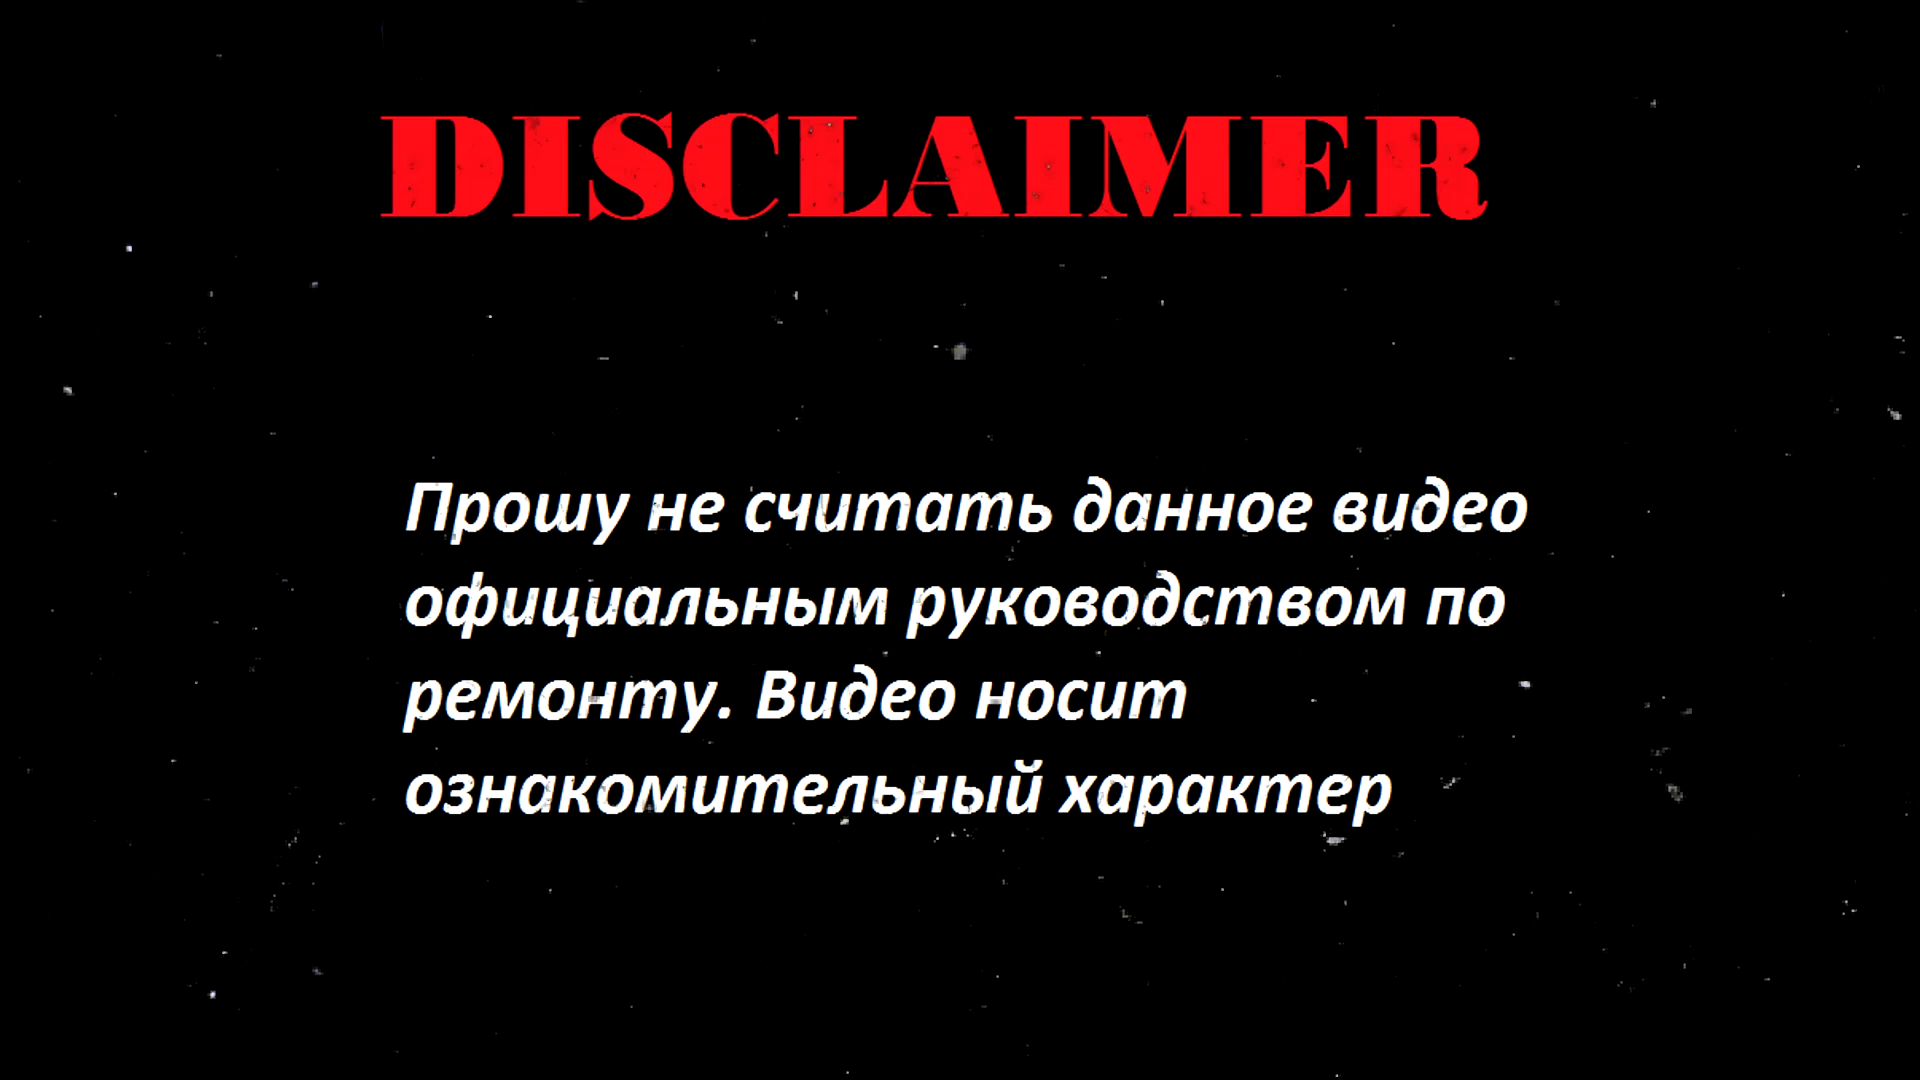 DISCLAIMER
Прошу не считать данное видео
официальным руководством по
ремонту. Видео носит
ознакомительный характер